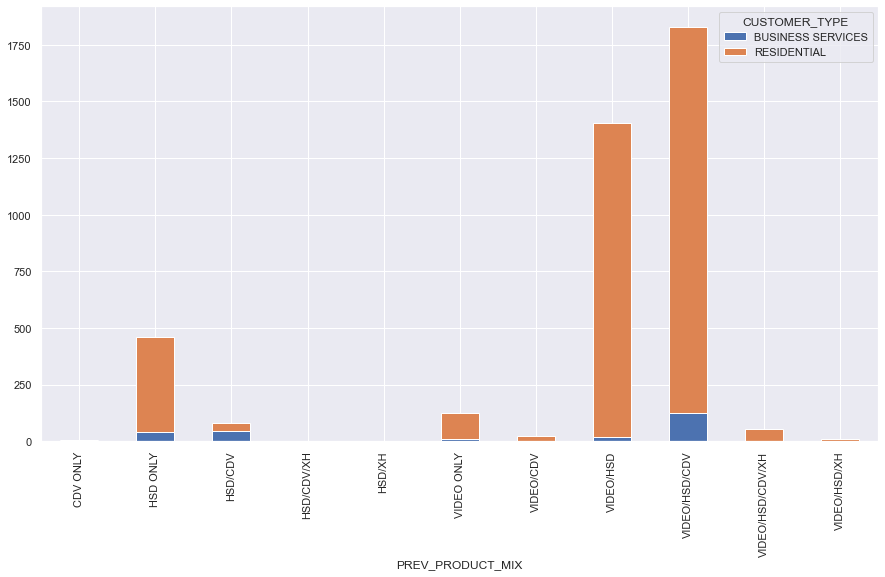 CUSTOMER_TYPE
BUSINESS SERVICES
RESIDENTIAL
1750
1500
1250
1000
750
500
250
0
CDV ONLY
HSD ONLY
HSD/CDV
HSD/CDV/XH
HSD/XH
VIDEO ONLY
VIDEO/CDV
VIDEO/HSD
VIDEO/HSD/CDV
VIDEO/HSD/CDV/XH
VIDEO/HSD/XH
PREV_PRODUCT_MIX